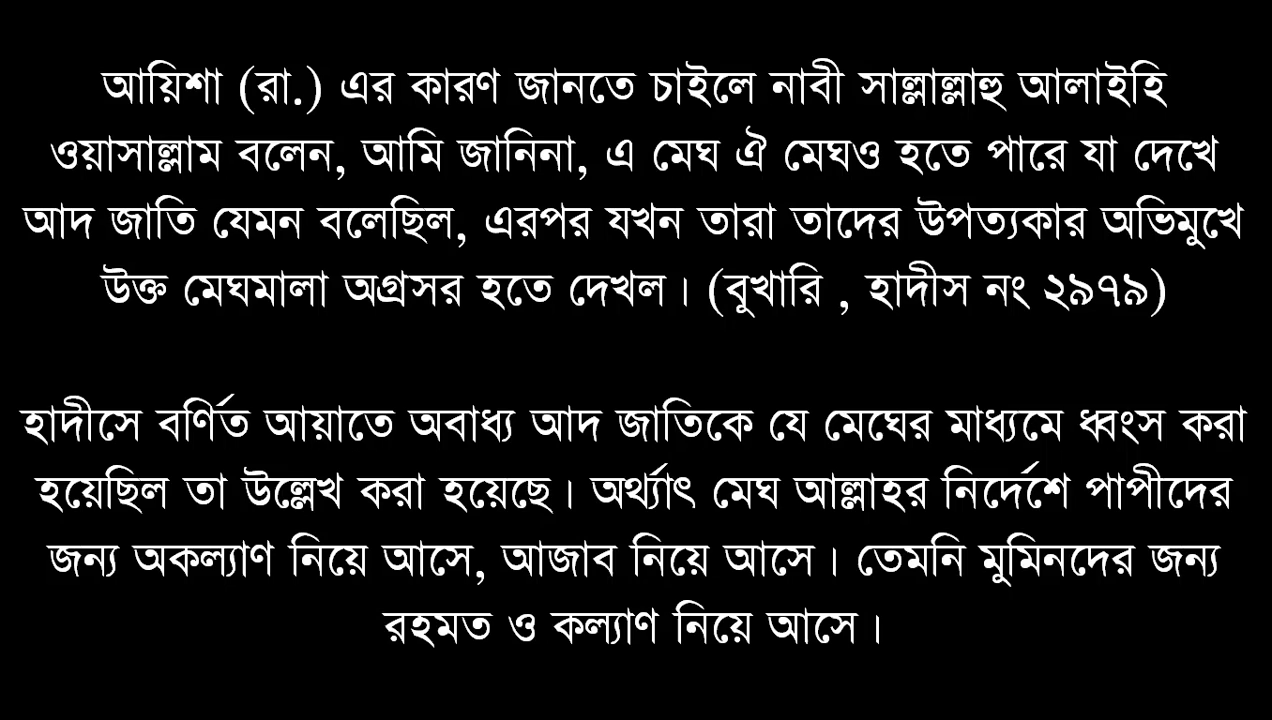 আয়িশা (রা.) এর কারণ জানতে চাইলে নাবী সাল্লাল্লাহু আলাইহি
ওয়াসাল্লাম বলেন, আমি জানিনা, এ মেঘ ঐ মেঘও হতে পারে যা দেখে
আদ জাতি যেমন বলেছিল, এরপর যখন তারা তাদের উপত্যকার অভিমুখে
উক্ত মেঘমালা অগ্রসর হতে দেখল। (বুখারি , হাদীস নং ২৯৭৯)
হাদীসে বর্ণিত আয়াতে অবাধ্য আদ জাতিকে যে মেঘের মাধ্যমে ধ্বংস করা
হয়েছিল তা উল্লেখ করা হয়েছে। অর্থ্যাৎ মেঘ আল্লাহর নির্দেশে পাপীদের
জন্য অকল্যাণ নিয়ে আসে, আজাব নিয়ে আসে। তেমনি মুমিনদের জন্য
রহমত ও কল্যাণ নিয়ে আসে।